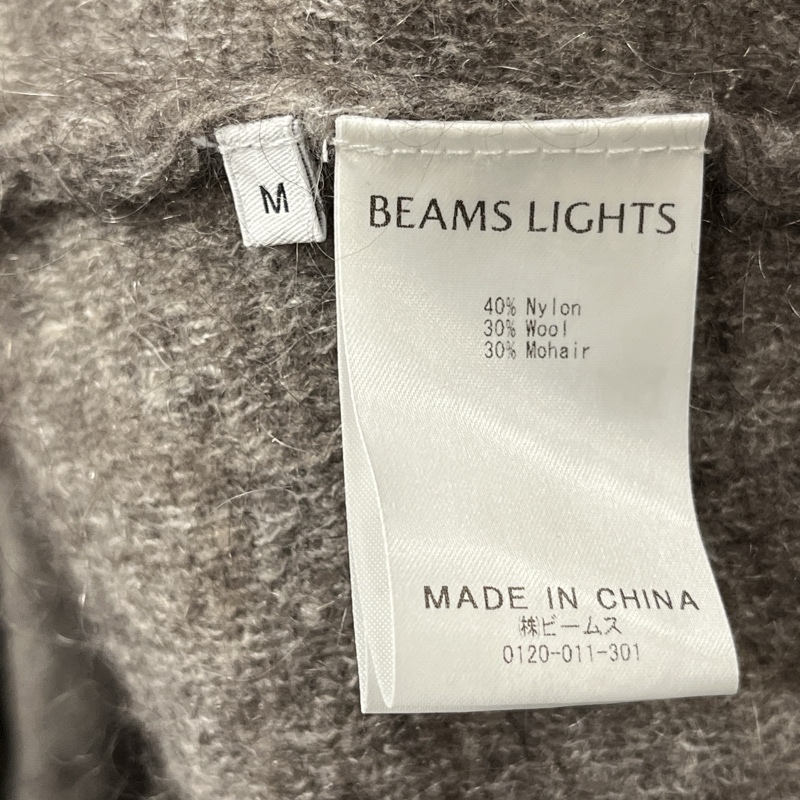 M
BEAMS LIGHTS
40% Nylon
30% Wool
30% Mohair
MADE IN CHINA
㈱ビームス
0120-011-301